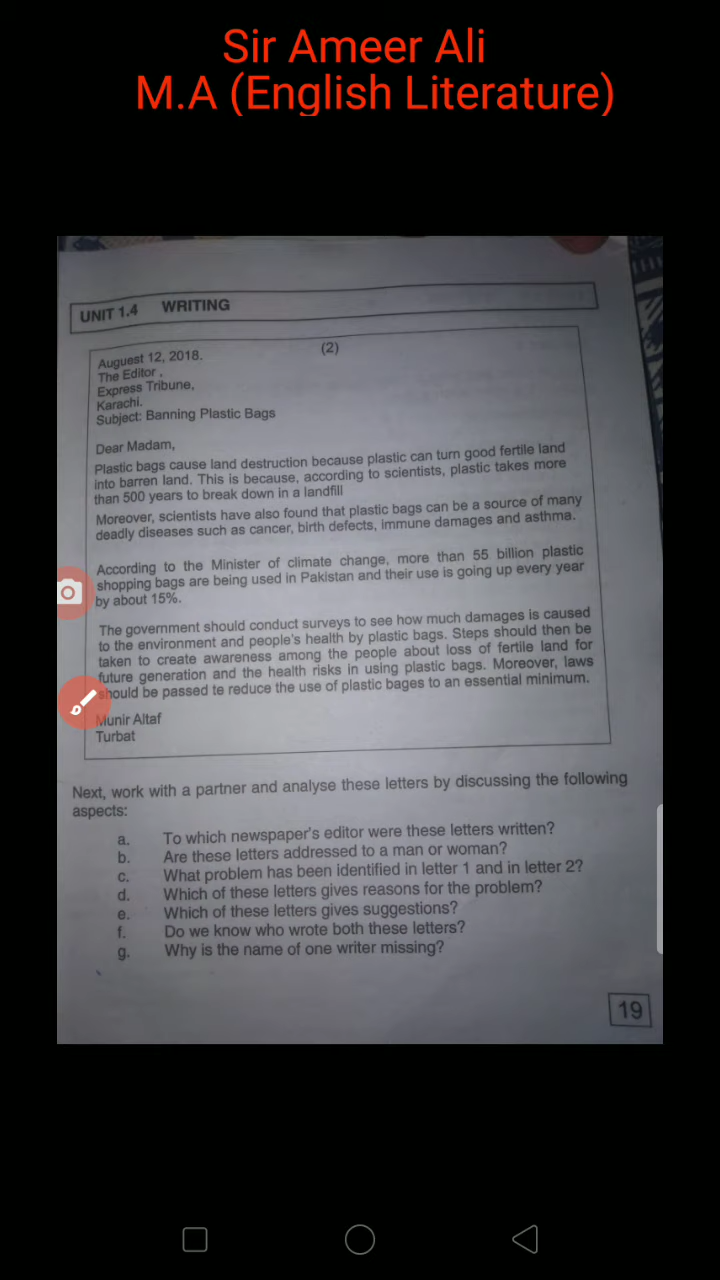 Sir Ameer Ali
M.A (English Literature)
UNIT 1.4 WRITING
(2)
Auguest 12, 2018.
The Editor ,
Express Tribune,
Karachi.
Subject: Banning Plastic Bags
Dear Madam,
Plastic bags cause land destruction because plastic can turn good fertile land
into barren land. This is because, according to scientists, plastic takes more
than 500 years to break down in a landfill
Moreover, scientists have also found that plastic bags can be a source of many
deadly diseases such as cancer, birth defects, immune damages and asthma.
According to the Minister of climate change, more than 55 billion plastic
shopping bags are being used in Pakistan and their use is going up every year
by about 15%.
The government should conduct surveys to see how much damages is caused
to the environment and people's health by plastic bags. Steps should then be
taken to create awareness among the people about loss of fertile land for
future generation and the health risks in using plastic bags. Moreover, laws
should be passed te reduce the use of plastic bages to an essential minimum.
Munir Altaf
Turbat
Next, work with a partner and analyse these letters by discussing the following
aspects:
a. To which newspaper's editor were these letters written?
b. Are these letters addressed to a man or woman?
c. What problem has been identified in letter 1 and in letter 2?
d. Which of these letters gives reasons for the problem?
e. Which of these letters gives suggestions?
f. Do we know who wrote both these letters?
g. Why is the name of one writer missing?
19